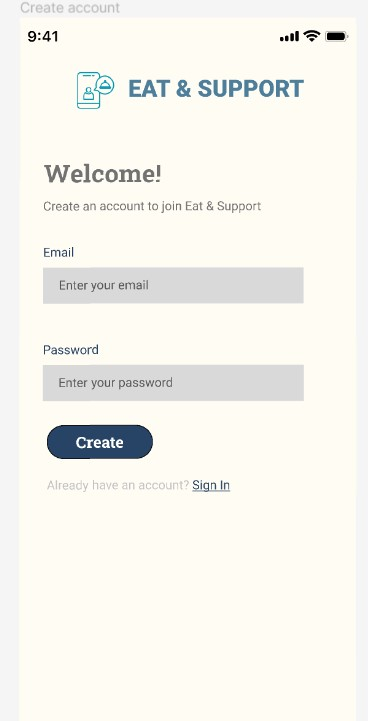 Create account
9:41
EAT & SUPPORT
Welcome!
Create an account to join Eat & Support
Email
Enter your email
Password
Enter your password
Create
Already have an account? Sign In